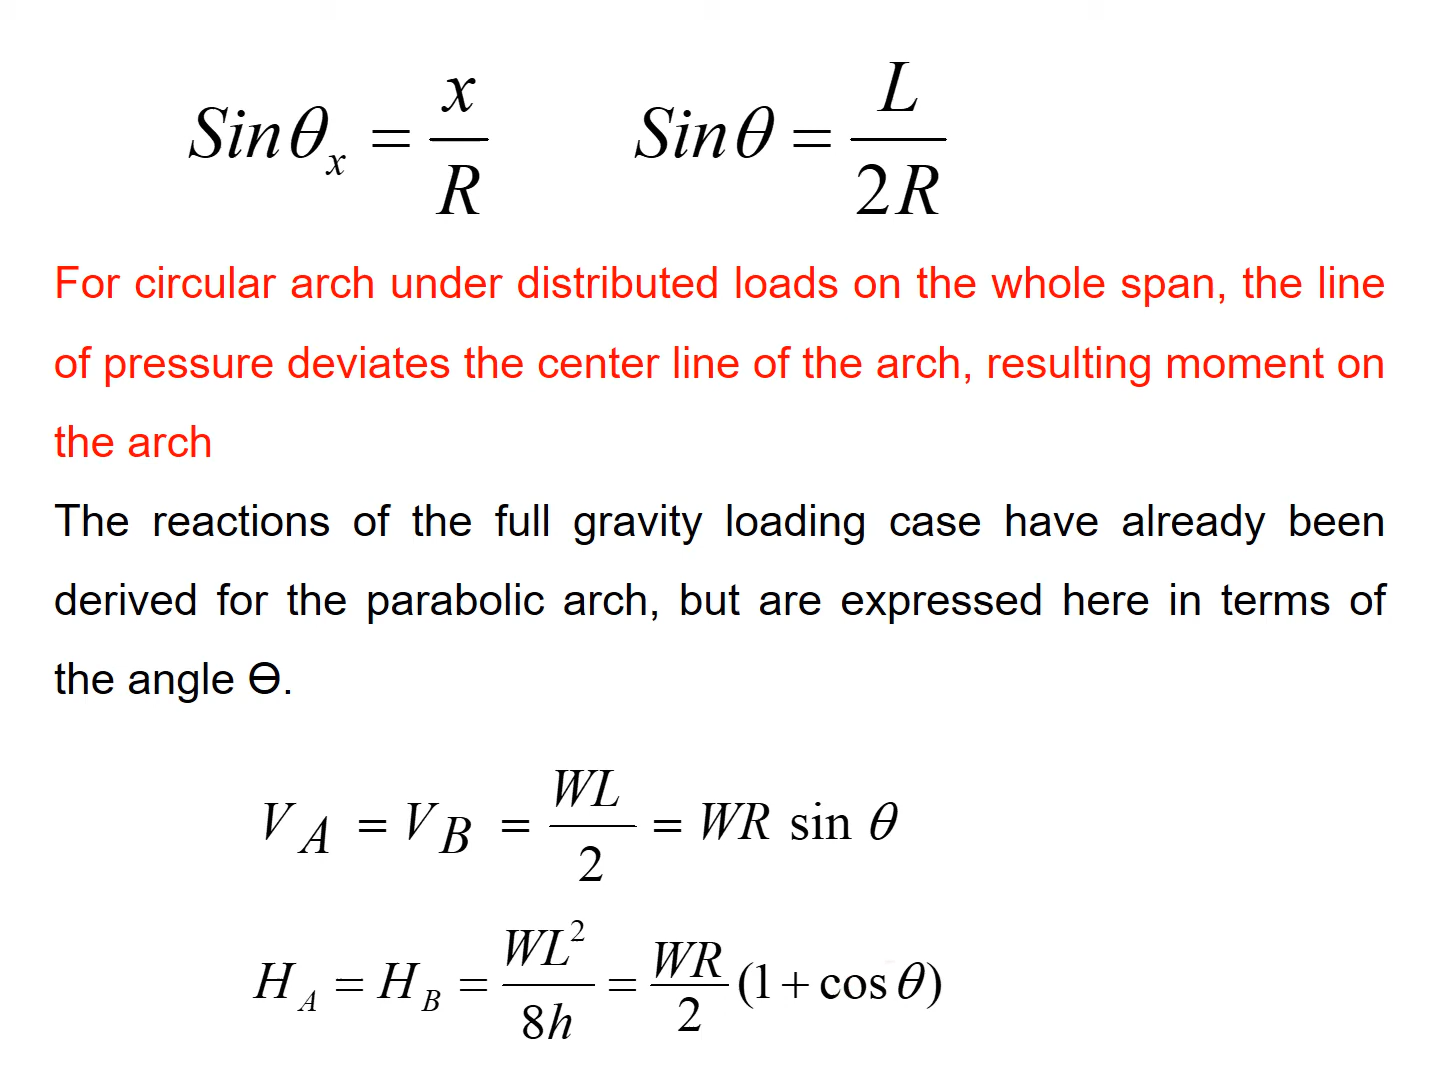 Sinθₓ = x/R    Sinθ = L/2R
For circular arch under distributed loads on the whole span, the line
of pressure deviates the center line of the arch, resulting moment on
the arch
The reactions of the full gravity loading case have already been
derived for the parabolic arch, but are expressed here in terms of
the angle Ɵ.
V_A = V_B = WL/2 = WR sin θ
H_A = H_B = WL²/8h = WR/2 (1 + cos θ)